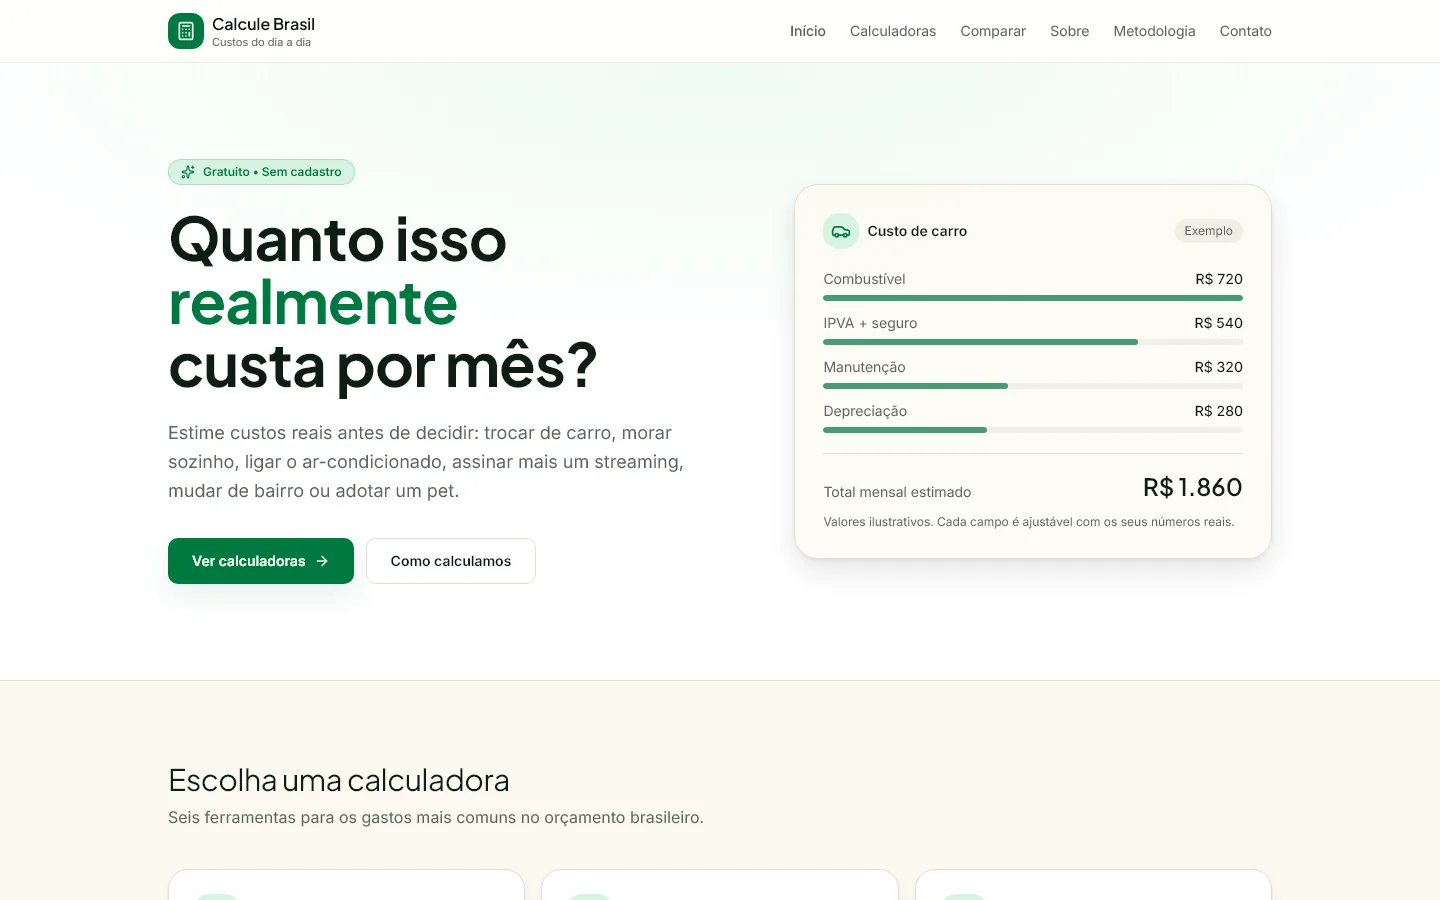 Calcule Brasil
Custos do dia a dia
Início
Calculadoras
Comparar
Sobre
Metodologia
Contato
Gratuito • Sem cadastro
Quanto isso
realmente
custa por mês?
Estime custos reais antes de decidir: trocar de carro, morar
sozinho, ligar o ar-condicionado, assinar mais um streaming,
mudar de bairro ou adotar um pet.
Ver calculadoras →
Como calculamos
Custo de carro
Exemplo
Combustível R$ 720
IPVA + seguro R$ 540
Manutenção R$ 320
Depreciação R$ 280
Total mensal estimado R$ 1.860
Valores ilustrativos. Cada campo é ajustável com os seus números reais.
Escolha uma calculadora
Seis ferramentas para os gastos mais comuns no orçamento brasileiro.